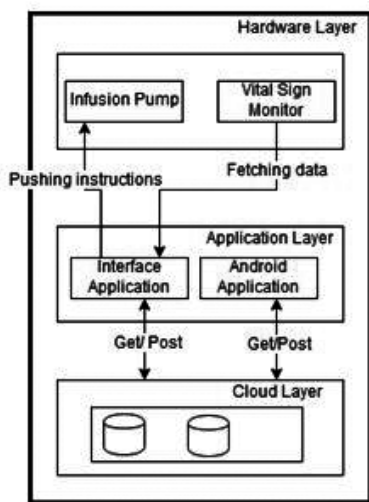 Hardware Layer
Infusion Pump
Vital Sign
Monitor
Pushing instructions
Fetching data
Application Layer
Interface
Application
Android
Application
Get/ Post
Get/Post
Cloud Layer